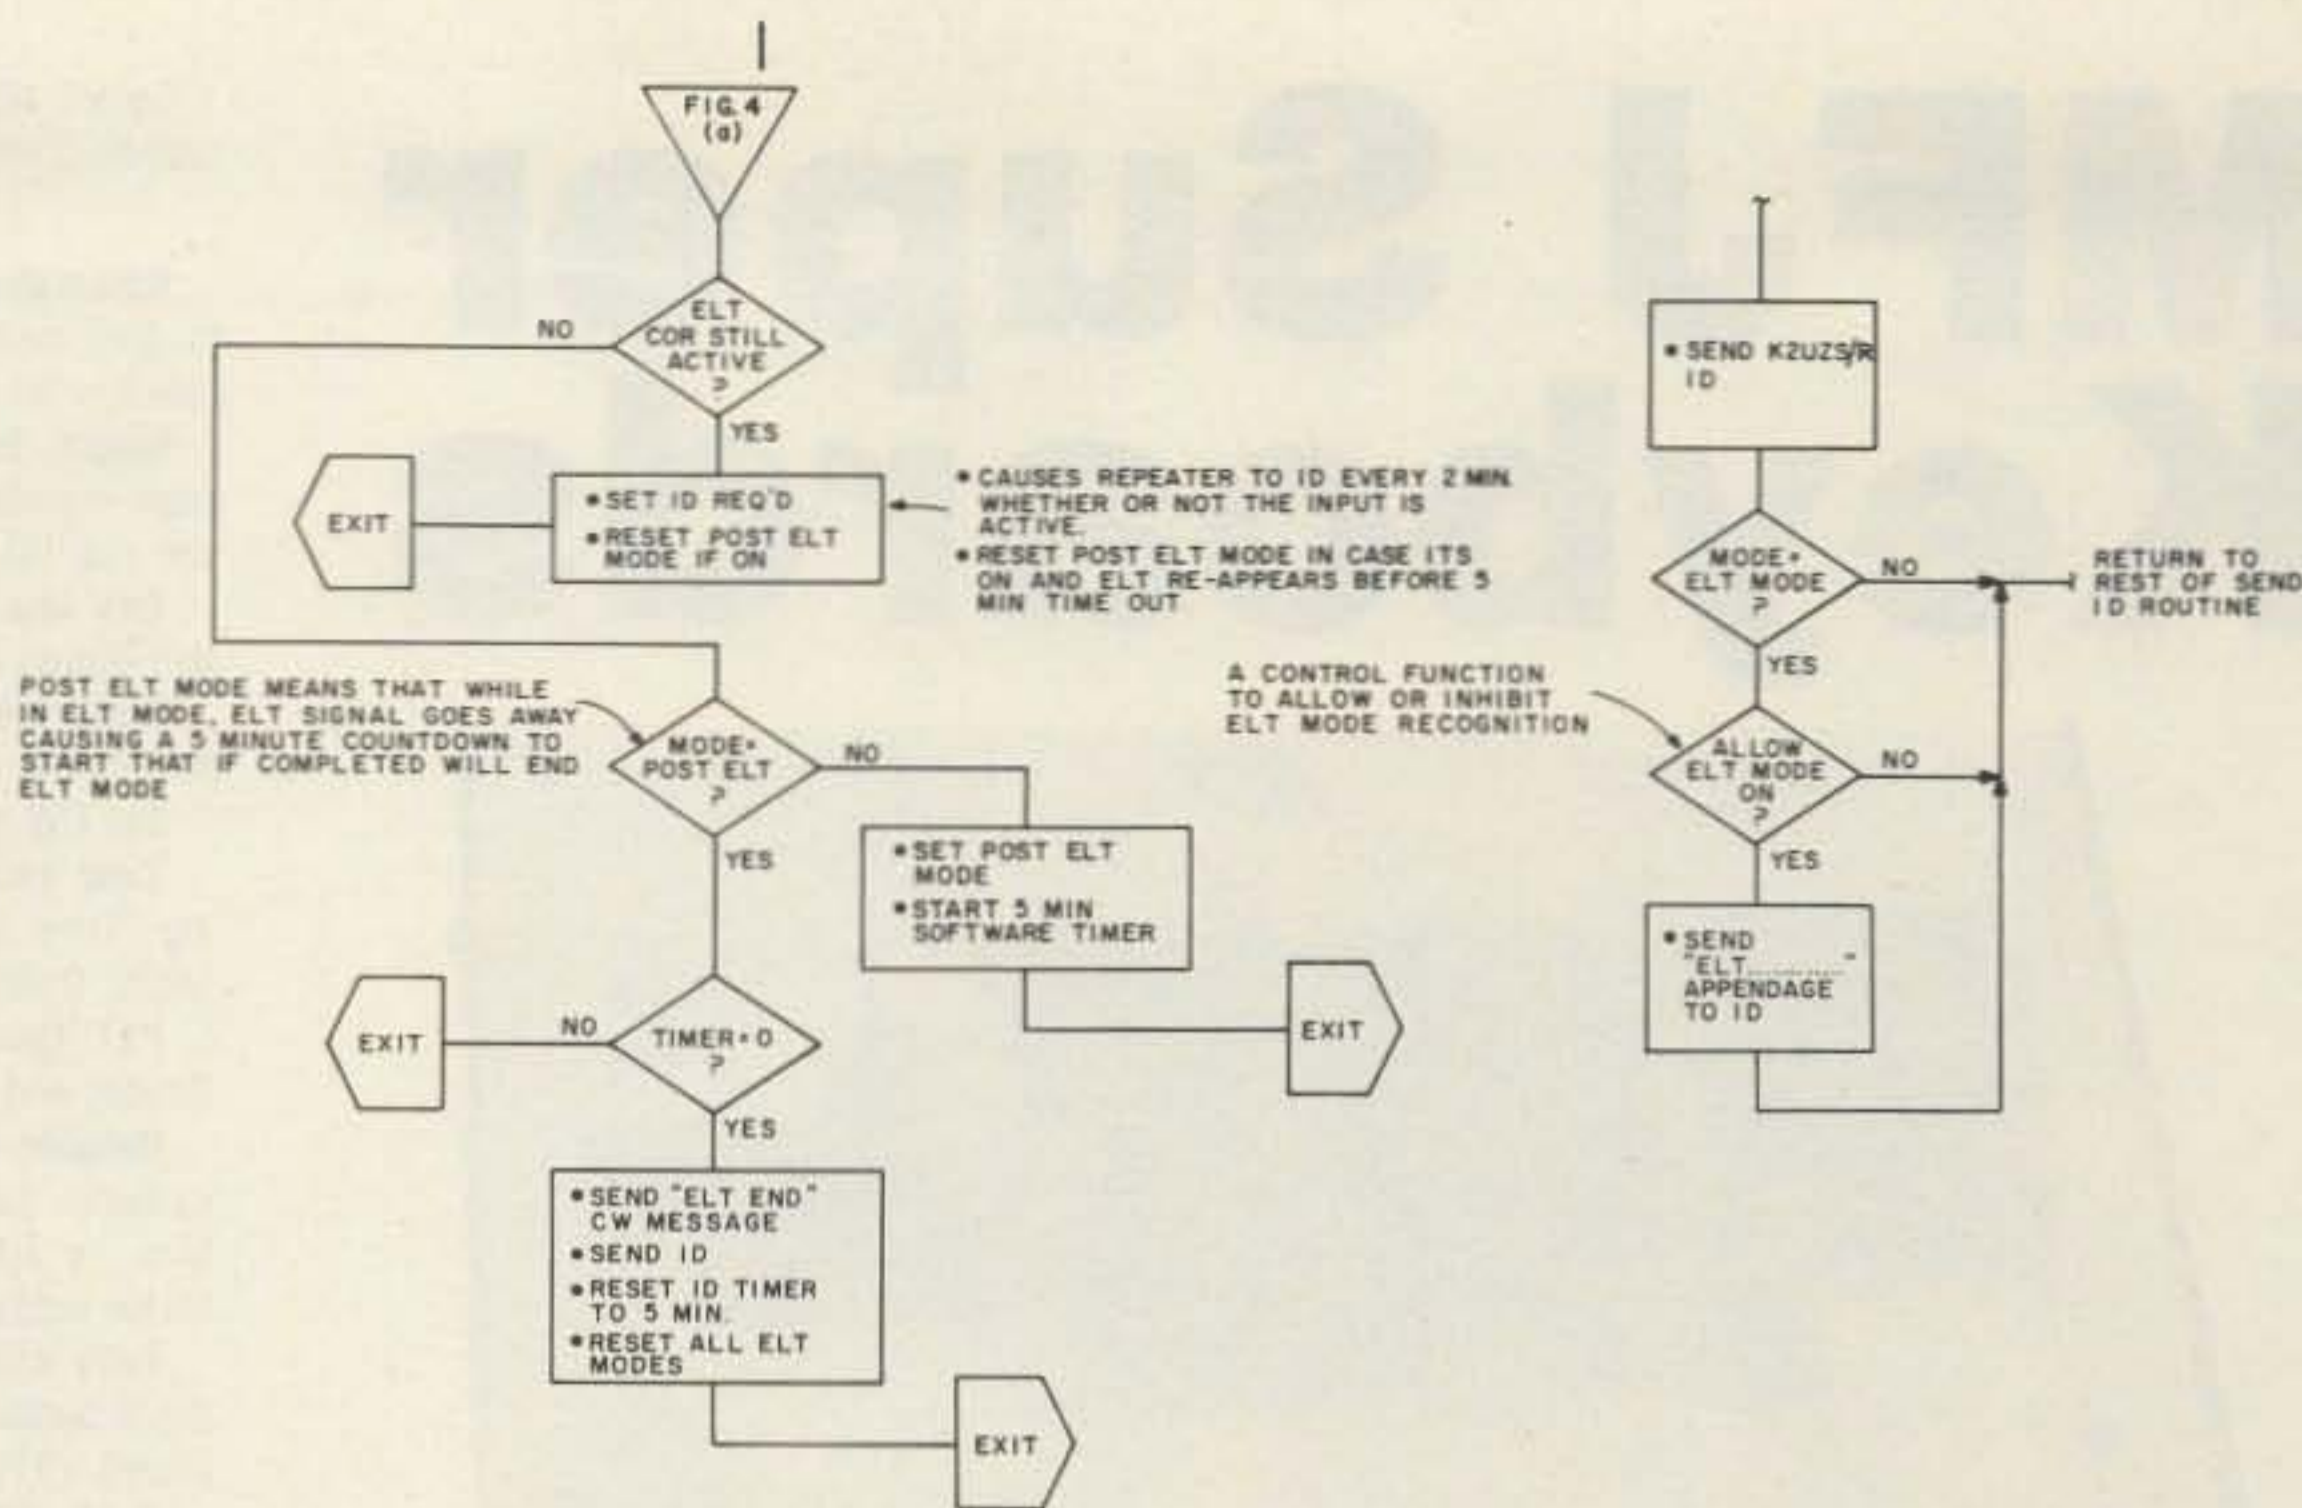 FIG. 4
(a)
ELT
COR STILL
ACTIVE
?
NO
YES
EXIT
• SET ID REQ'D
• RESET POST ELT
MODE IF ON
• CAUSES REPEATER TO ID EVERY 2 MIN.
WHETHER OR NOT THE INPUT IS
ACTIVE.
• RESET POST ELT MODE IN CASE ITS
ON AND ELT RE-APPEARS BEFORE 5
MIN TIME OUT
POST ELT MODE MEANS THAT WHILE
IN ELT MODE, ELT SIGNAL GOES AWAY
CAUSING A 5 MINUTE COUNTDOWN TO
START THAT IF COMPLETED WILL END
ELT MODE
MODE=
POST ELT
?
NO
YES
• SET POST ELT
MODE
• START 5 MIN
SOFTWARE TIMER
EXIT
EXIT
NO
TIMER=0
?
YES
• SEND "ELT END"
CW MESSAGE
• SEND ID
• RESET ID TIMER
TO 5 MIN.
• RESET ALL ELT
MODES
EXIT
• SEND K2UZS/R
ID
MODE=
ELT MODE
?
NO
YES
RETURN TO
REST OF SEND
ID ROUTINE
A CONTROL FUNCTION
TO ALLOW OR INHIBIT
ELT MODE RECOGNITION
ALLOW
ELT MODE
ON
?
NO
YES
• SEND
"ELT..........."
APPENDAGE
TO ID